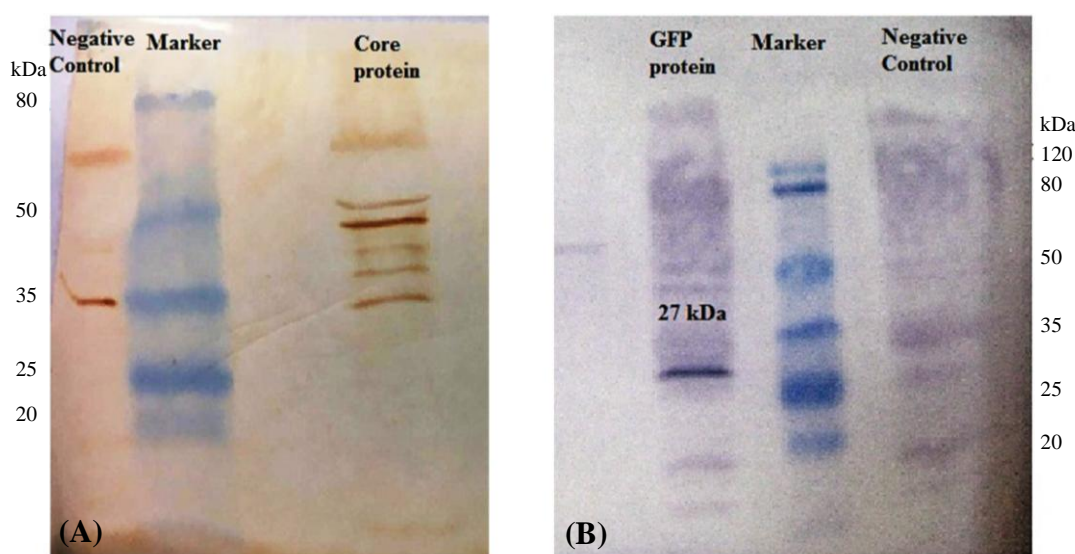 Negative
Control
Marker
Core
protein
kDa
80
50
35
25
20
(A)
GFP
protein
Marker
Negative
Control
27 kDa
kDa
120
80
50
35
25
20
(B)